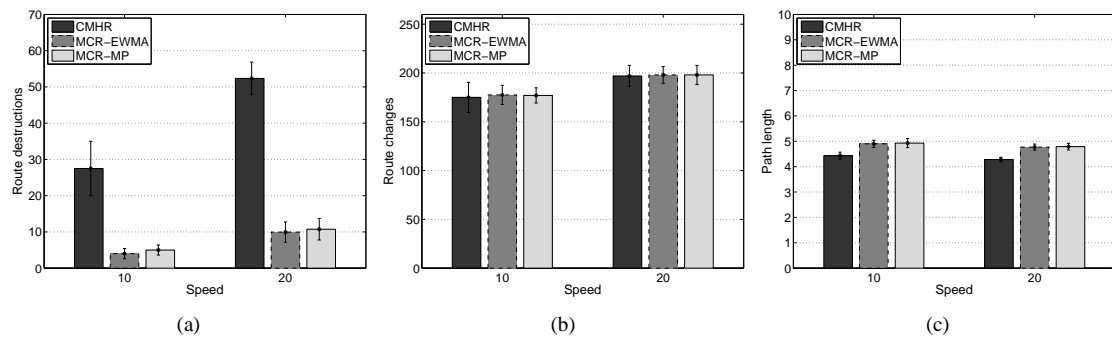 70
60
50
40
30
20
10
0
Route destructions
CMHR
MCR-EWMA
MCR-MP
10
20
Speed
(a)
250
200
150
100
50
0
Route changes
CMHR
MCR-EWMA
MCR-MP
10
20
Speed
(b)
10
9
8
7
6
5
4
3
2
1
0
Path length
CMHR
MCR-EWMA
MCR-MP
10
20
Speed
(c)